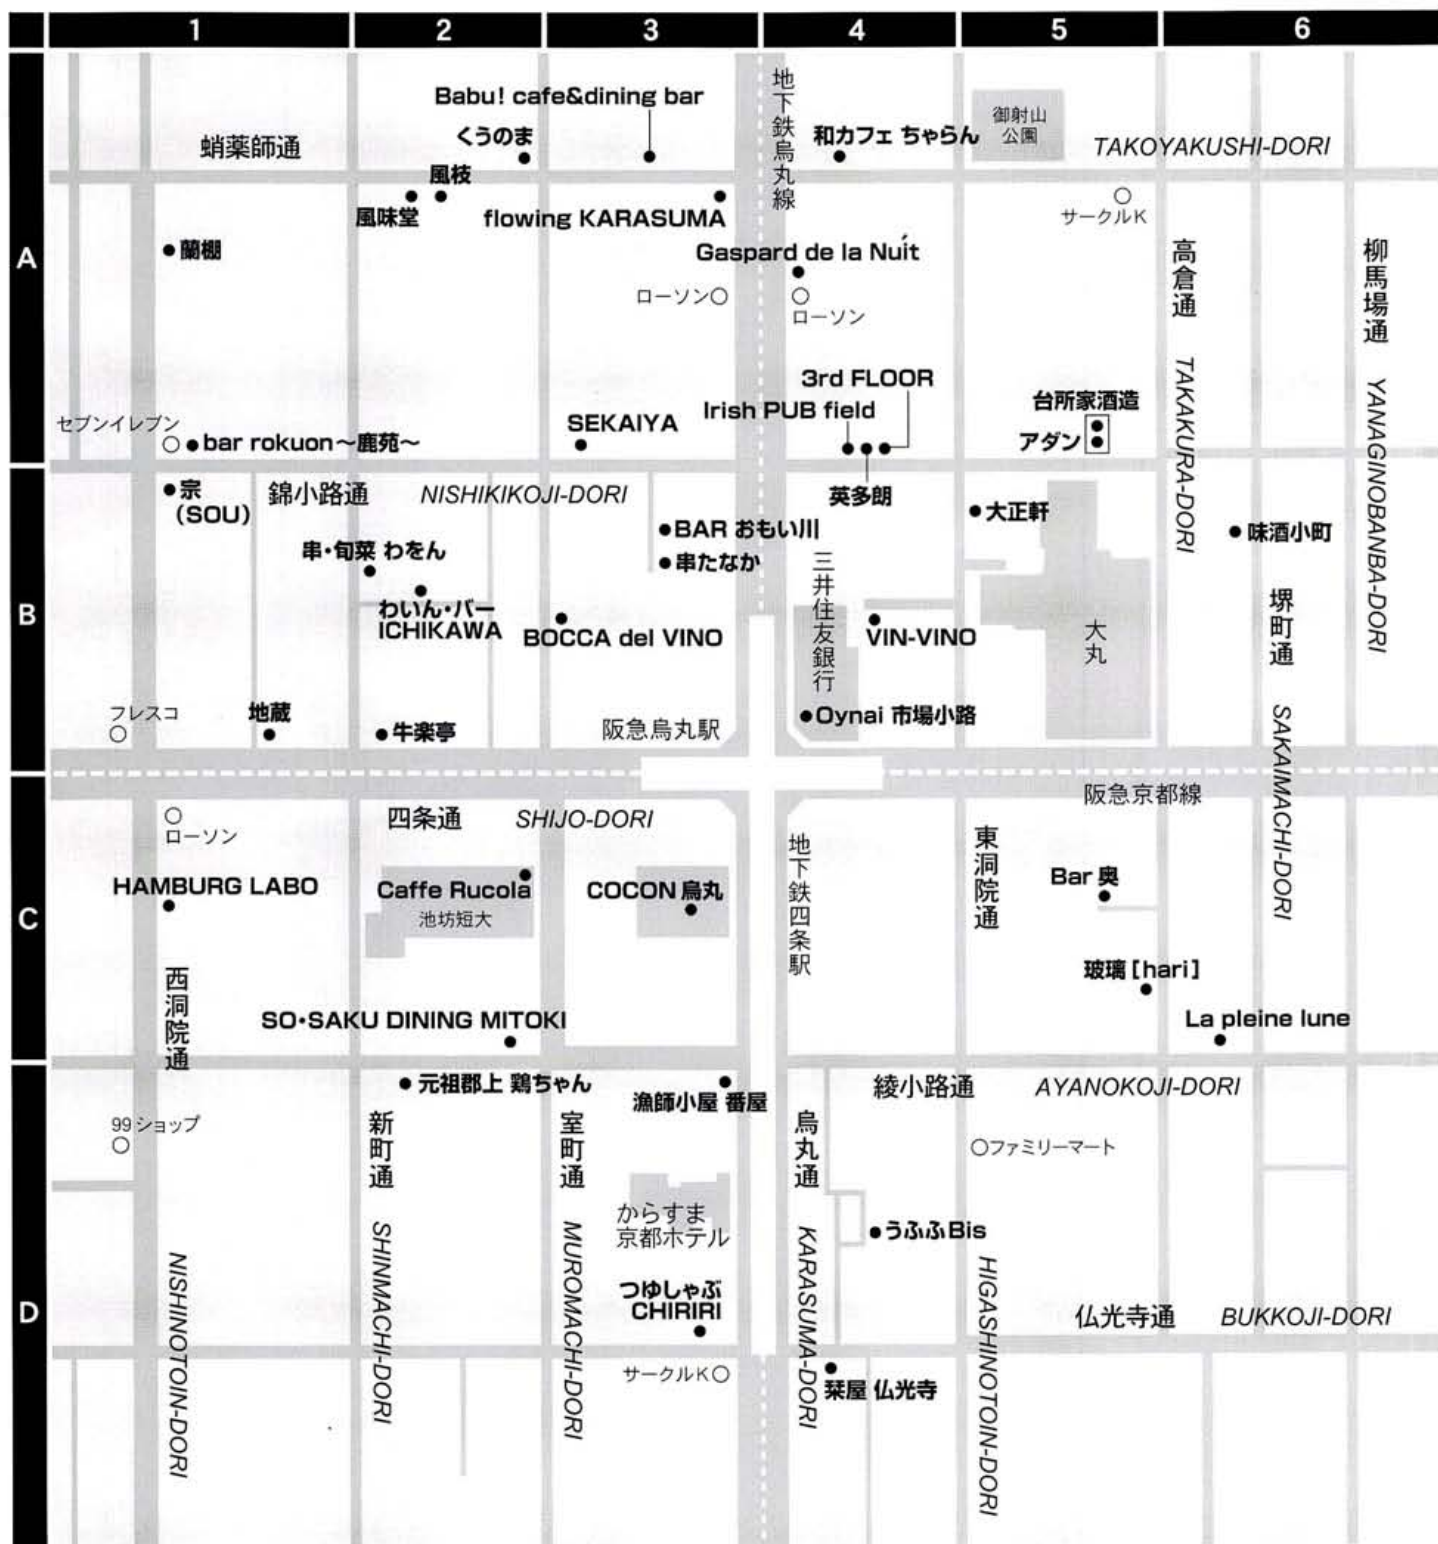 1 2 3 4 5 6
A
Babu! cafe&dining bar
くうのま
蛸薬師通
風枝
風味堂
flowing KARASUMA
蘭棚
地下鉄烏丸線
和カフェ ちゃらん
御射山
公園
TAKOYAKUSHI-DORI
サークルK
Gaspard de la Nuít
ローソン
ローソン
高倉通
TAKAKURA-DORI
柳馬場通
YANAGINOBANBA-DORI
3rd FLOOR
Irish PUB field
英多朗
台所家酒造
アダン
SEKAIYA
セブンイレブン
bar rokuon〜鹿苑〜
B
宗
(SOU)
錦小路通
NISHIKIKOJI-DORI
串・旬菜 わをん
わいん・バー
ICHIKAWA
BAR おもい川
串たなか
BOCCA del VINO
三井住友銀行
VIN-VINO
大正軒
大丸
味酒小町
堺町通
SAKAIMACHI-DORI
フレスコ
地蔵
牛楽亭
阪急烏丸駅
Oynai 市場小路
C
ローソン
四条通
SHIJO-DORI
阪急京都線
HAMBURG LABO
Caffe Rucola
池坊短大
COCON 烏丸
地下鉄四条駅
東洞院通
Bar 奥
玻璃 [hari]
La pleine lune
西洞院通
SO・SAKU DINING MITOKI
D
元祖郡上 鶏ちゃん
漁師小屋 番屋
綾小路通
AYANOKOJI-DORI
99ショップ
新町通
室町通
烏丸通
ファミリーマート
からすま
京都ホテル
うふふBis
つゆしゃぶ
CHIRIRI
NISHINOTOIN-DORI
SHINMACHI-DORI
MUROMACHI-DORI
KARASUMA-DORI
HIGASHINOTOIN-DORI
仏光寺通
BUKKOJI-DORI
サークルK
栞屋 仏光寺